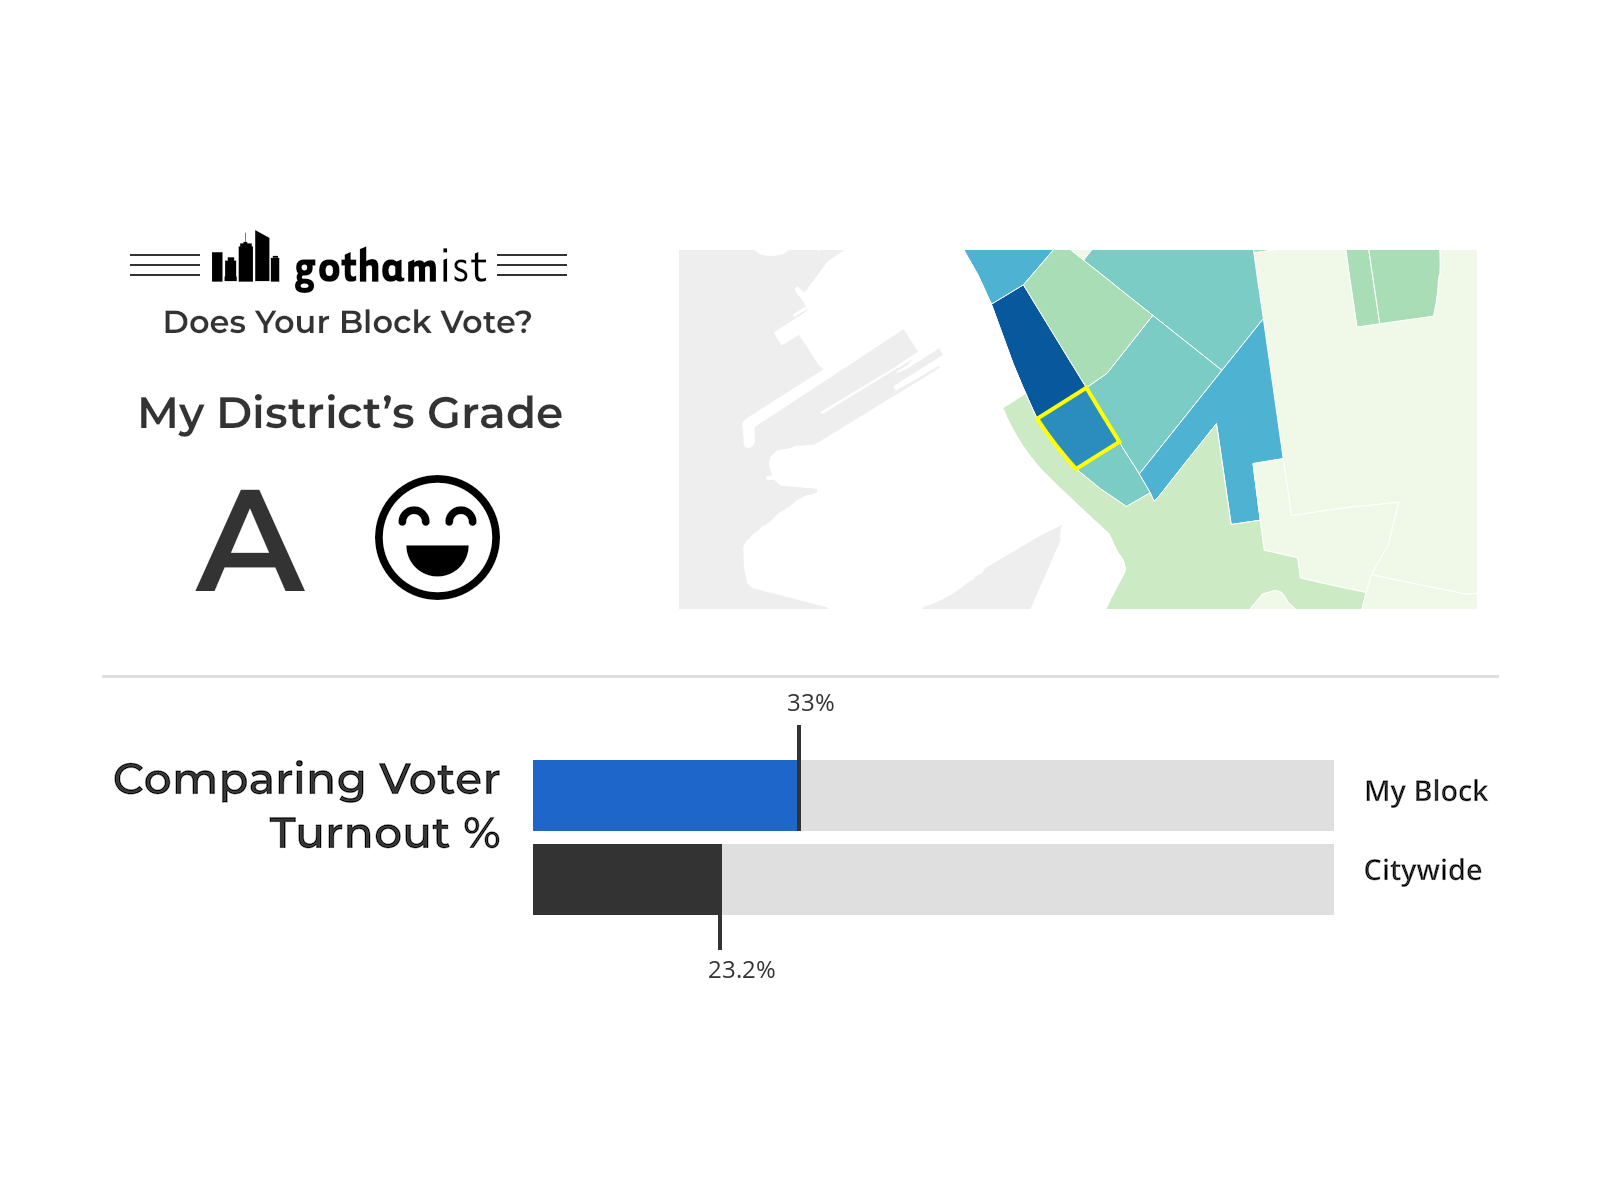 gothamist
Does Your Block Vote?
My District’s Grade
A
33%
Comparing Voter
Turnout %
My Block
Citywide
23.2%